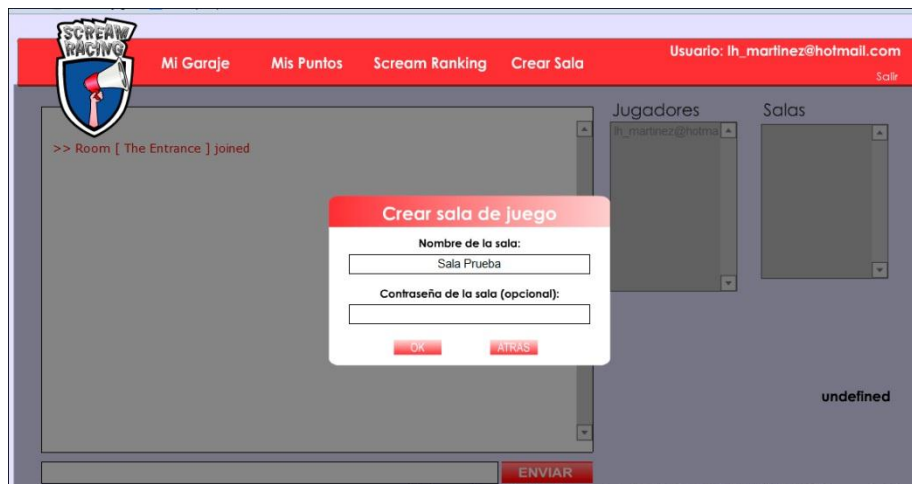 SCREAM
RACING
Mi Garaje
Mis Puntos
Scream Ranking
Crear Sala
Usuario: lh_martinez@hotmail.com
Salir
>> Room [ The Entrance ] joined
Jugadores
lh_martinez@hotma
Salas
Crear sala de juego
Nombre de la sala:
Sala Prueba
Contraseña de la sala (opcional):
OK
ATRÁS
undefined
ENVIAR